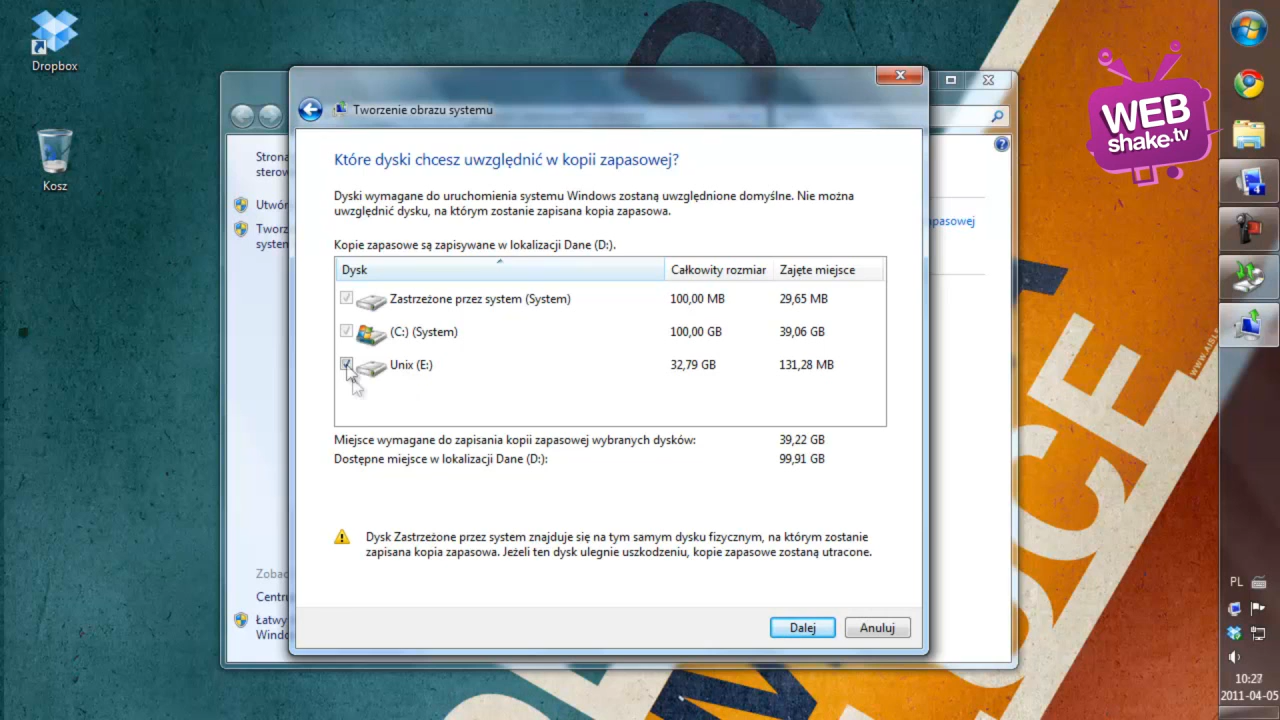 Dropbox
Kosz
WEB
shake.tv
Tworzenie obrazu systemu
Strona
sterow
Utwór
Tworz
system
apasowej
Które dyski chcesz uwzględnić w kopii zapasowej?
Dyski wymagane do uruchomienia systemu Windows zostaną uwzględnione domyślne. Nie można
uwzględnić dysku, na którym zostanie zapisana kopia zapasowa.
Kopie zapasowe są zapisywane w lokalizacji Dane (D:).
Dysk Całkowity rozmiar Zajęte miejsce
Zastrzeżone przez system (System) 100,00 MB 29,65 MB
(C:) (System) 100,00 GB 39,06 GB
Unix (E:) 32,79 GB 131,28 MB
Miejsce wymagane do zapisania kopii zapasowej wybranych dysków: 39,22 GB
Dostępne miejsce w lokalizacji Dane (D:): 99,91 GB
Dysk Zastrzeżone przez system znajduje się na tym samym dysku fizycznym, na którym zostanie
zapisana kopia zapasowa. Jeżeli ten dysk ulegnie uszkodzeniu, kopie zapasowe zostaną utracone.
Zobac
Centru
Łatwy
Windo
Dalej
Anuluj
PL
10:27
2011-04-05